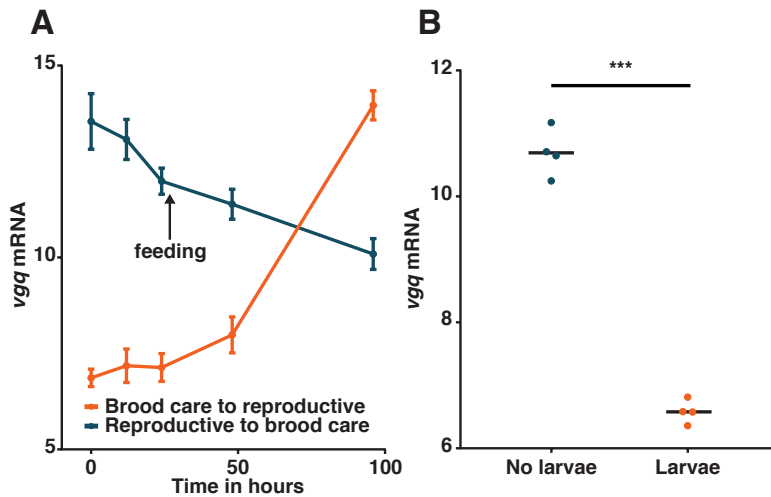 A
15
10
5
vgq mRNA
feeding
Brood care to reproductive
Reproductive to brood care
0
50
100
Time in hours
B
12
10
8
6
vgq mRNA
***
No larvae
Larvae